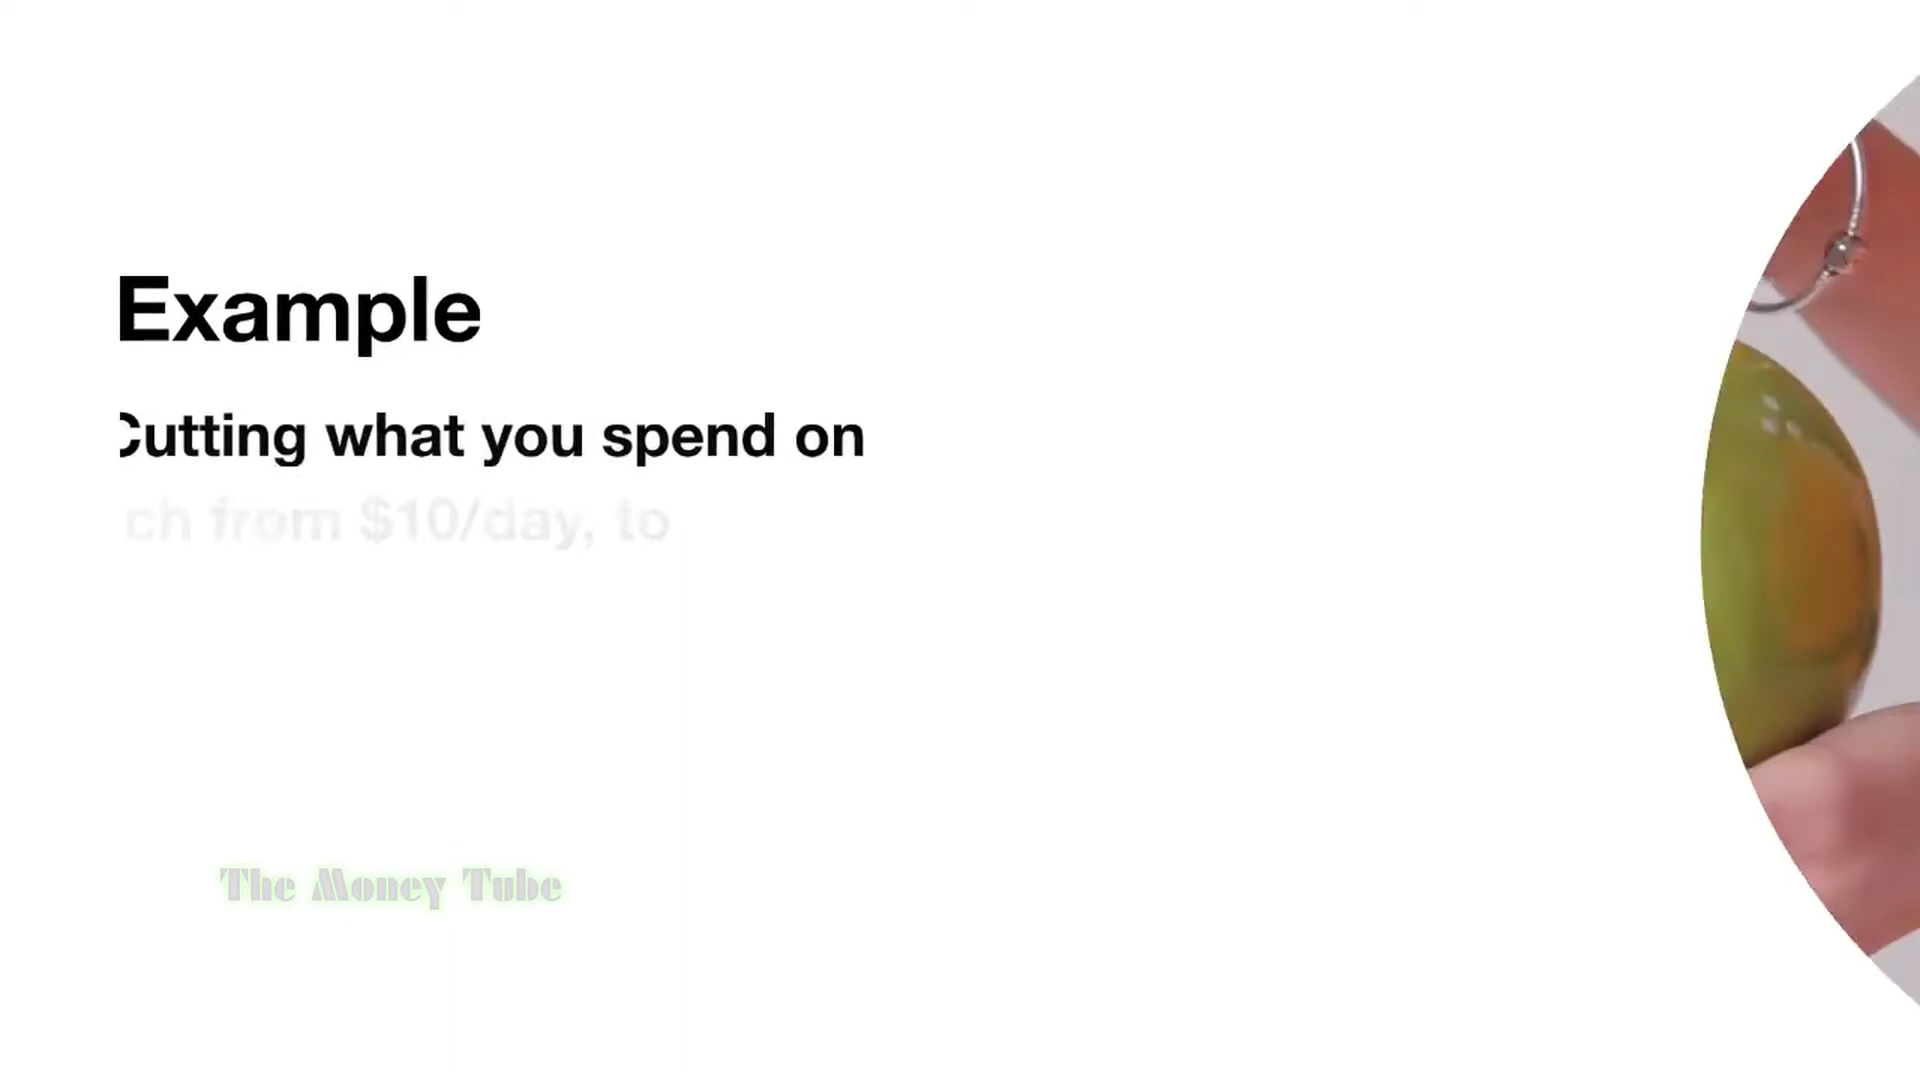 Example
Cutting what you spend on
ch from $10/day, to
The Money Tube